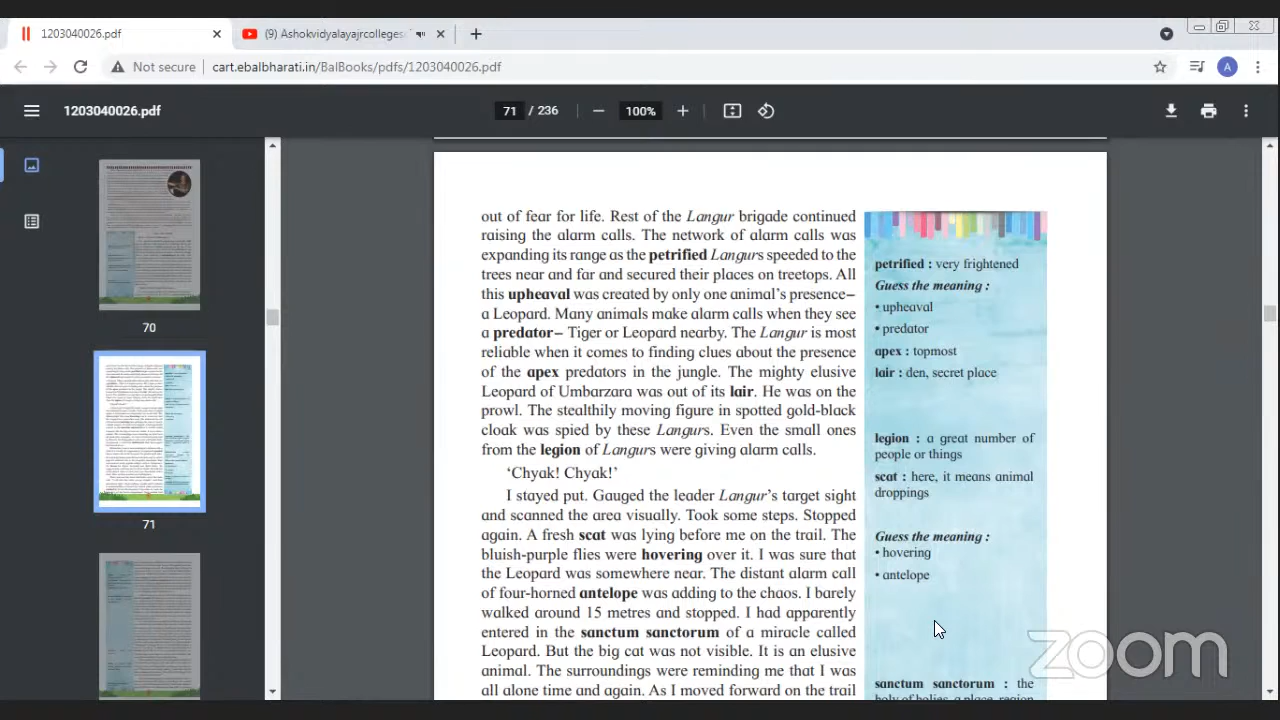 1203040026.pdf
(9) Ashokvidyalayajrcolleges
Not secure
cart.ebalbharati.in/BalBooks/pdfs/1203040026.pdf
A
1203040026.pdf
71 / 236
100%
70
71
out of fear for life. Rest of the Langur brigade continued
raising the alarm calls. The network of alarm calls was
expanding its range as the petrified Langurs speeded to the
trees near and far and secured their places on treetops. All
this upheaval was created by only one animal's presence–
a Leopard. Many animals make alarm calls when they see
a predator– Tiger or Leopard nearby. The Langur is most
reliable when it comes to finding clues about the presence
of the apex predators in the jungle. The mighty elusive
Leopard of Umbarzara was out of its lair. He was on the
prowl. The stealthily moving figure in spotted gold-black
cloak was spied by these Langurs. Even the small ones
from the legion of Langurs were giving alarm calls.
'Chyak! Chyak!
I stayed put. Gauged the leader Langur's target sight
and scanned the area visually. Took some steps. Stopped
again. A fresh scat was lying before me on the trail. The
bluish-purple flies were hovering over it. I was sure that
the Leopard was somewhere near. The distant alarm call
of four-horned antelope was adding to the chaos. I barely
walked around 15 metres and stopped. I had apparently
entered in the sanctum sanctorum of a miracle called
Leopard. But the big cat was not visible. It is an elusive
animal. The surroundings were reminding me that I was
all alone time and again. As I moved forward on the trail
petrified : very frightened
Guess the meaning :
• upheaval
• predator
apex : topmost
lair : den, secret place
legion : a great number of
people or things
scat : here, it means animal
droppings
Guess the meaning :
• hovering
• antelope
sanctum sanctorum : the
holy of holies, a place, region
zoom